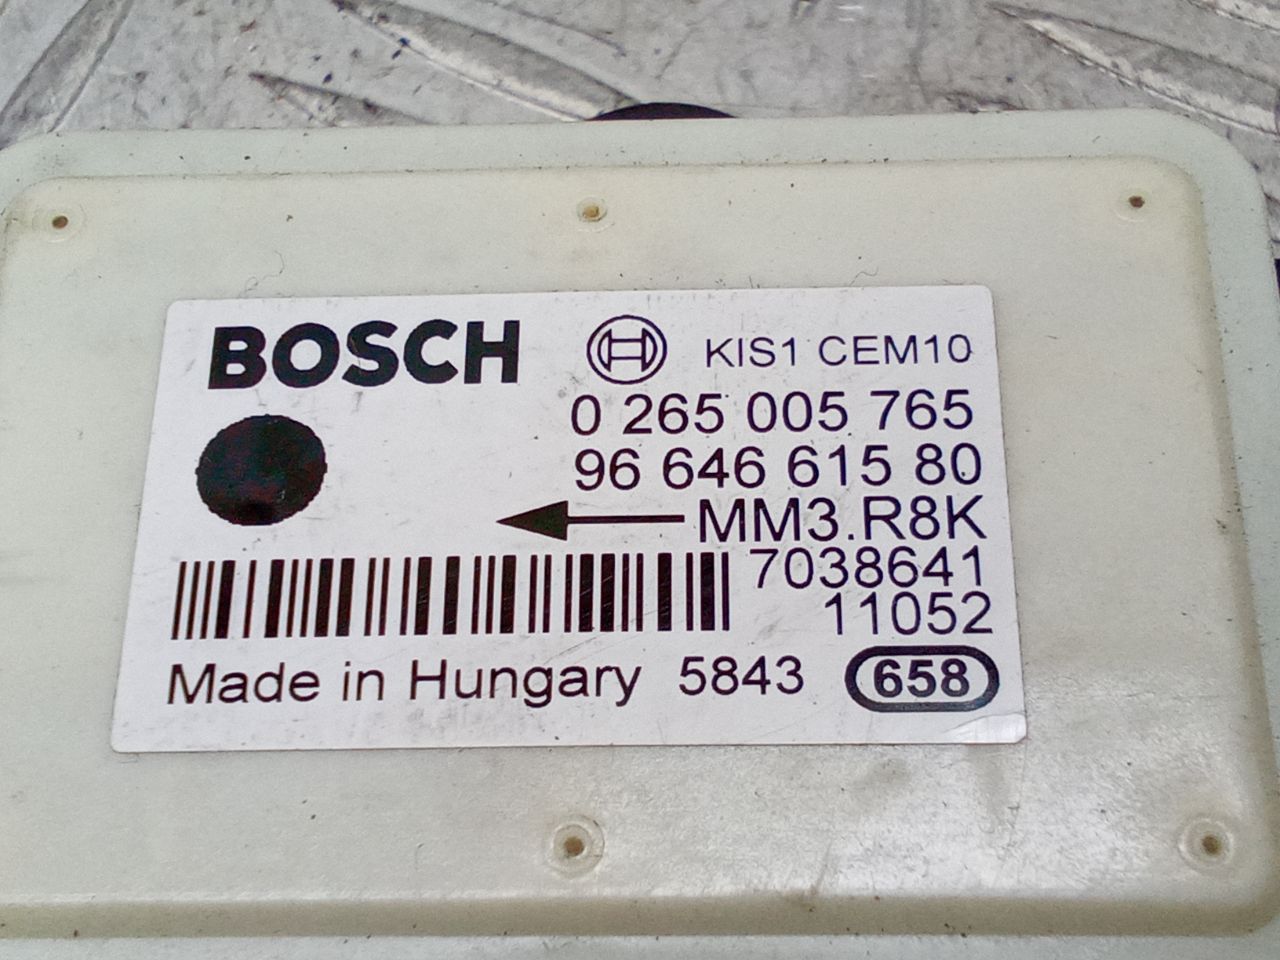 BOSCH KIS1 CEM10
0 265 005 765
96 646 615 80
MM3.R8K
7038641
11052
Made in Hungary 5843 658